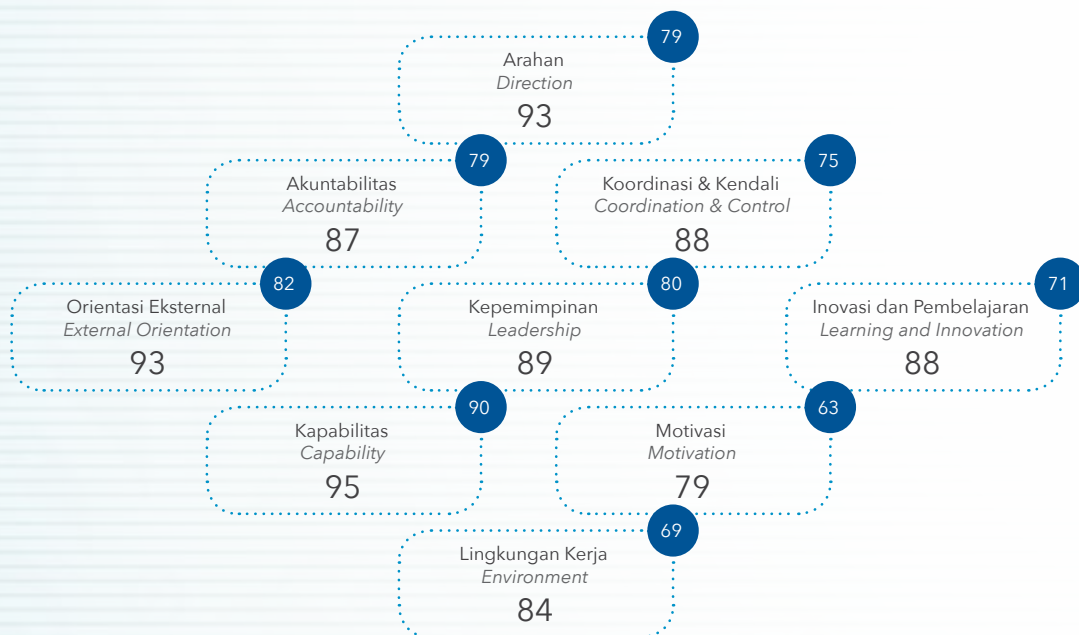 79
Arahan
Direction
93
79
Akuntabilitas
Accountability
87
75
Koordinasi & Kendali
Coordination & Control
88
82
Orientasi Eksternal
External Orientation
93
80
Kepemimpinan
Leadership
89
71
Inovasi dan Pembelajaran
Learning and Innovation
88
90
Kapabilitas
Capability
95
63
Motivasi
Motivation
79
69
Lingkungan Kerja
Environment
84